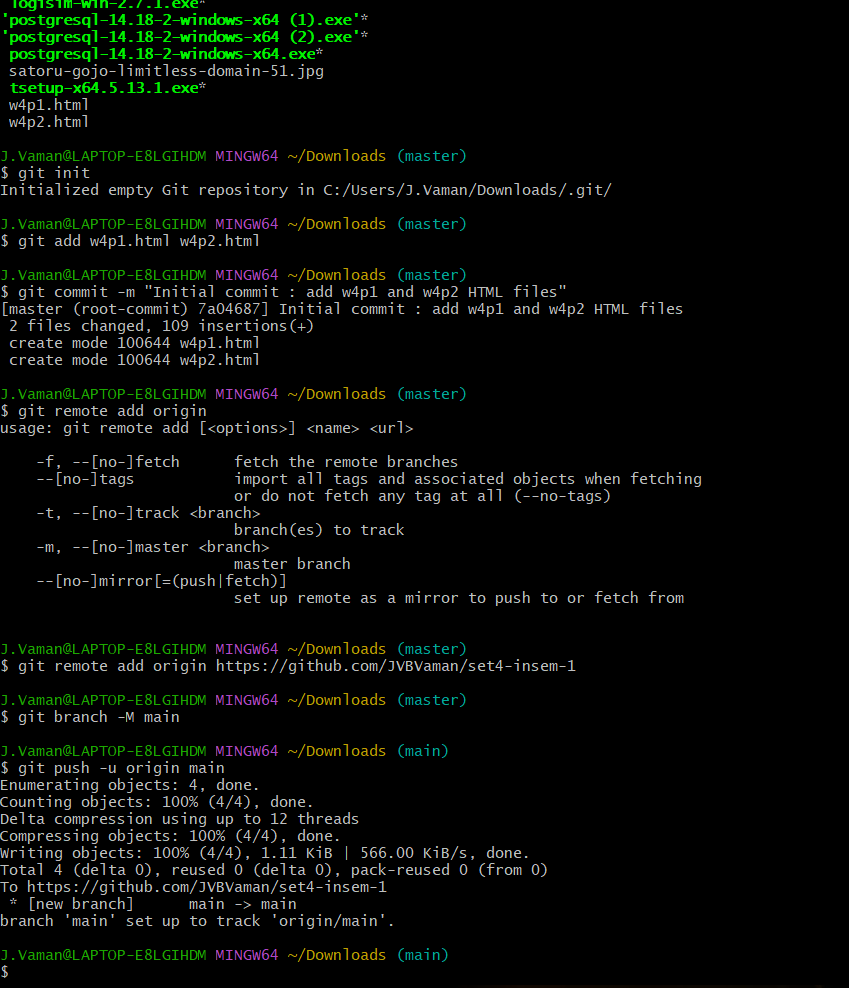 logisim-win-2.7.1.exe*
'postgresql-14.18-2-windows-x64 (1).exe'*
'postgresql-14.18-2-windows-x64 (2).exe'*
postgresql-14.18-2-windows-x64.exe*
satoru-gojo-limitless-domain-51.jpg
tsetup-x64.5.13.1.exe*
w4p1.html
w4p2.html
J.Vaman@LAPTOP-E8LGIHDM MINGW64 ~/Downloads (master)
$ git init
Initialized empty Git repository in C:/Users/J.Vaman/Downloads/.git/
J.Vaman@LAPTOP-E8LGIHDM MINGW64 ~/Downloads (master)
$ git add w4p1.html w4p2.html
J.Vaman@LAPTOP-E8LGIHDM MINGW64 ~/Downloads (master)
$ git commit -m "Initial commit : add w4p1 and w4p2 HTML files"
[master (root-commit) 7a04687] Initial commit : add w4p1 and w4p2 HTML files
2 files changed, 109 insertions(+)
create mode 100644 w4p1.html
create mode 100644 w4p2.html
J.Vaman@LAPTOP-E8LGIHDM MINGW64 ~/Downloads (master)
$ git remote add origin
usage: git remote add [<options>] <name> <url>
-f, --[no-]fetch fetch the remote branches
--[no-]tags import all tags and associated objects when fetching
or do not fetch any tag at all (--no-tags)
-t, --[no-]track <branch>
branch(es) to track
-m, --[no-]master <branch>
master branch
--[no-]mirror[=(push|fetch)]
set up remote as a mirror to push to or fetch from
J.Vaman@LAPTOP-E8LGIHDM MINGW64 ~/Downloads (master)
$ git remote add origin https://github.com/JVBVaman/set4-insem-1
J.Vaman@LAPTOP-E8LGIHDM MINGW64 ~/Downloads (master)
$ git branch -M main
J.Vaman@LAPTOP-E8LGIHDM MINGW64 ~/Downloads (main)
$ git push -u origin main
Enumerating objects: 4, done.
Counting objects: 100% (4/4), done.
Delta compression using up to 12 threads
Compressing objects: 100% (4/4), done.
Writing objects: 100% (4/4), 1.11 KiB | 566.00 KiB/s, done.
Total 4 (delta 0), reused 0 (delta 0), pack-reused 0 (from 0)
To https://github.com/JVBVaman/set4-insem-1
* [new branch] main -> main
branch 'main' set up to track 'origin/main'.
J.Vaman@LAPTOP-E8LGIHDM MINGW64 ~/Downloads (main)
$